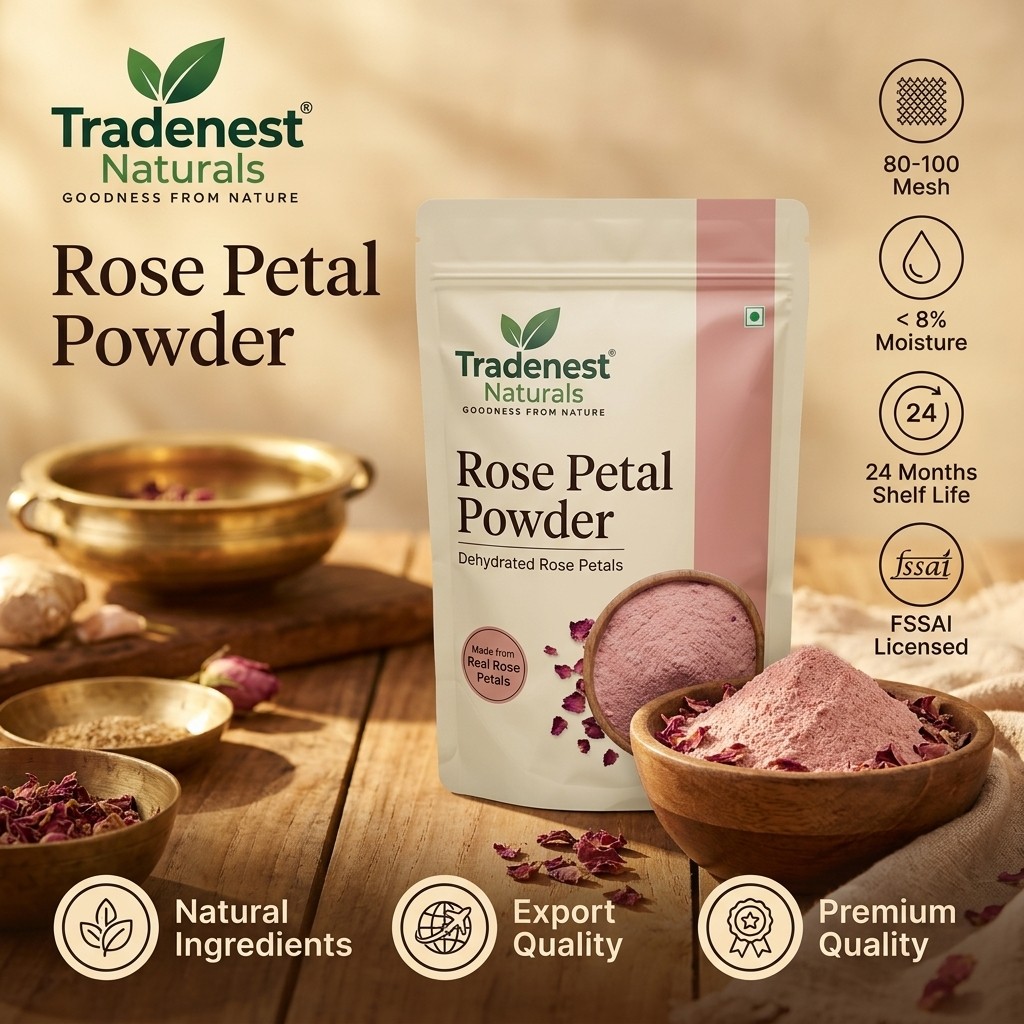 Tradenest®
Naturals
GOODNESS FROM NATURE
Rose Petal
Powder
80-100
Mesh
< 8%
Moisture
24
24 Months
Shelf Life
fssai
FSSAI
Licensed
Tradenest®
Naturals
GOODNESS FROM NATURE
Rose Petal
Powder
Dehydrated Rose Petals
Made from
Real Rose
Petals
Natural
Ingredients
Export
Quality
Premium
Quality